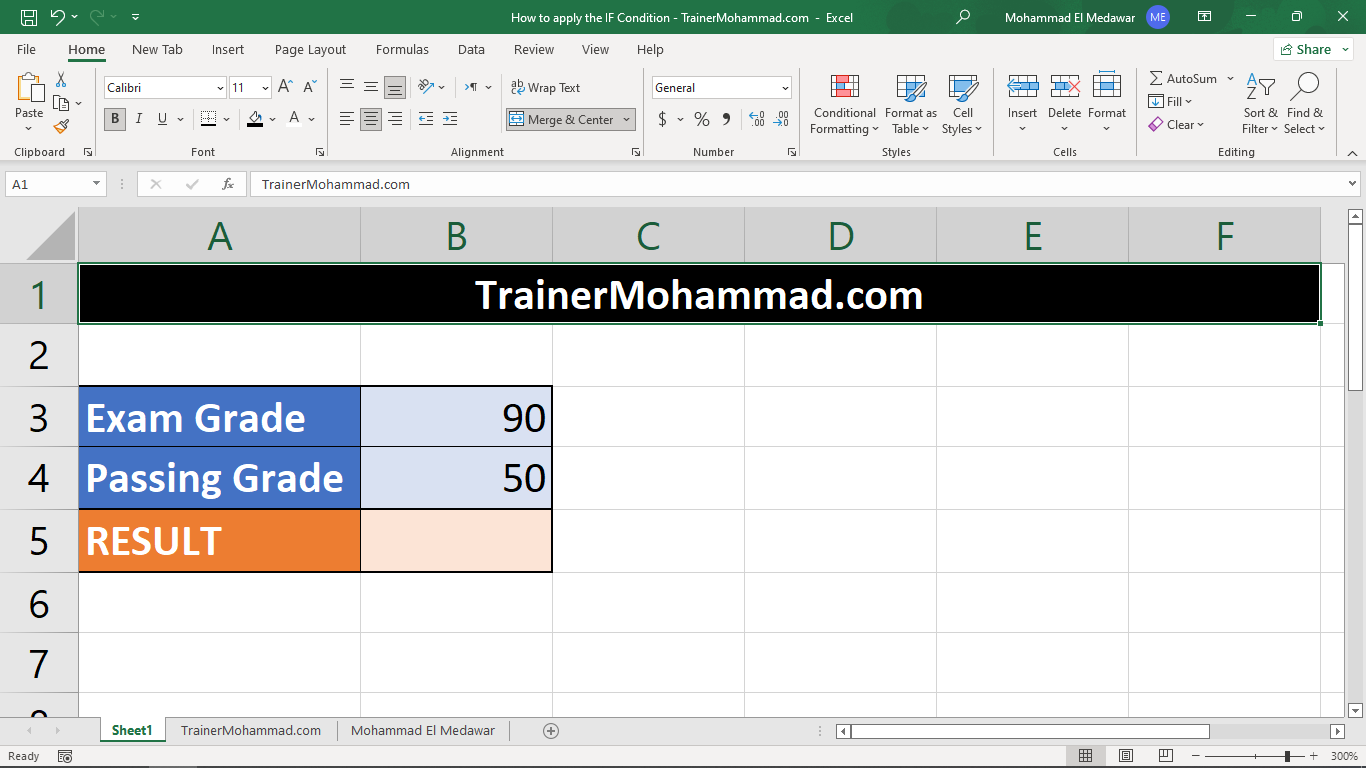 How to apply the IF Condition - TrainerMohammad.com - Excel
Mohammad El Medawar ME
File Home New Tab Insert Page Layout Formulas Data Review View Help Share
Paste
Clipboard
Calibri 11
B I U A
Font
Wrap Text
Merge & Center
Alignment
General
$ % 9
Number
Conditional Formatting
Format as Table
Cell Styles
Styles
Insert Delete Format
Cells
AutoSum
Fill
Clear
Sort & Filter
Find & Select
Editing
A1 fx TrainerMohammad.com
A B C D E F
1 TrainerMohammad.com
2
3 Exam Grade 90
4 Passing Grade 50
5 RESULT
6
7
Sheet1 TrainerMohammad.com Mohammad El Medawar
Ready 300%